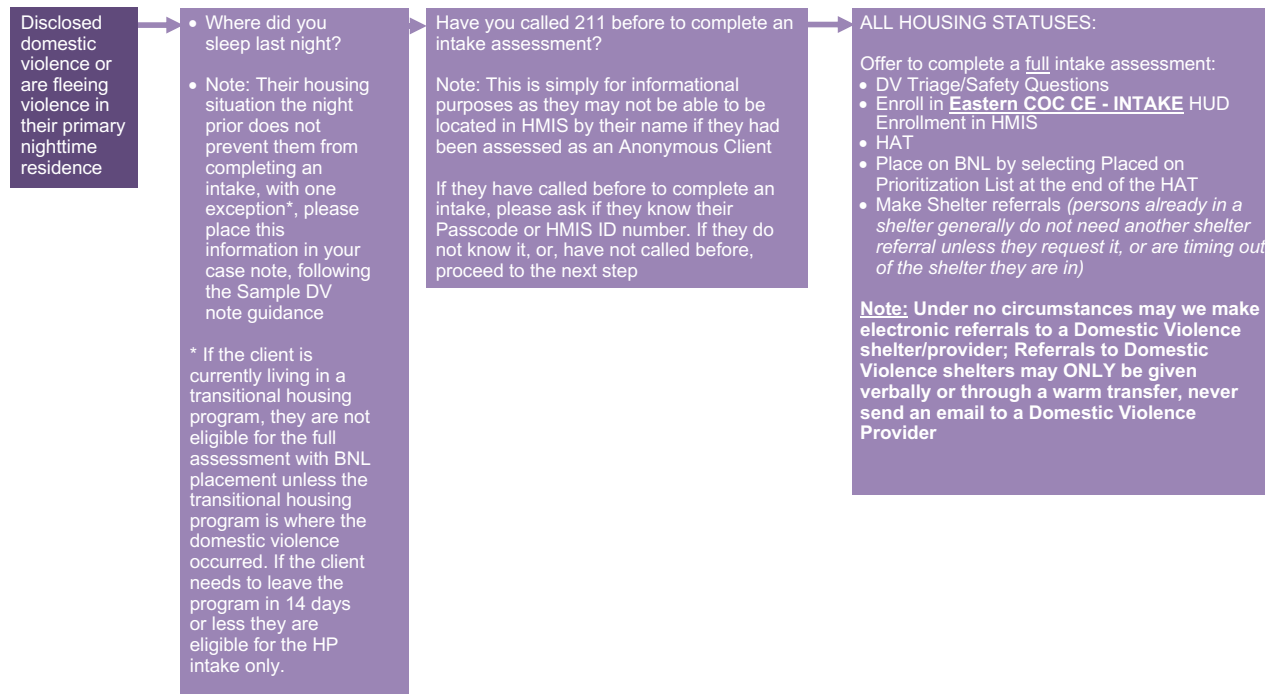 Disclosed
domestic
violence or
are fleeing
violence in
their primary
nighttime
residence
• Where did you
sleep last night?
• Note: Their housing
situation the night
prior does not
prevent them from
completing an
intake, with one
exception*, please
place this
information in your
case note, following
the Sample DV
note guidance
* If the client is
currently living in a
transitional housing
program, they are not
eligible for the full
assessment with BNL
placement unless the
transitional housing
program is where the
domestic violence
occurred. If the client
needs to leave the
program in 14 days
or less they are
eligible for the HP
intake only.
Have you called 211 before to complete an
intake assessment?
Note: This is simply for informational
purposes as they may not be able to be
located in HMIS by their name if they had
been assessed as an Anonymous Client
If they have called before to complete an
intake, please ask if they know their
Passcode or HMIS ID number. If they do
not know it, or, have not called before,
proceed to the next step
ALL HOUSING STATUSES:
Offer to complete a full intake assessment:
• DV Triage/Safety Questions
• Enroll in Eastern COC CE - INTAKE HUD
Enrollment in HMIS
• HAT
• Place on BNL by selecting Placed on
Prioritization List at the end of the HAT
• Make Shelter referrals (persons already in a
shelter generally do not need another shelter
referral unless they request it, or are timing out
of the shelter they are in)
Note: Under no circumstances may we make
electronic referrals to a Domestic Violence
shelter/provider; Referrals to Domestic
Violence shelters may ONLY be given
verbally or through a warm transfer, never
send an email to a Domestic Violence
Provider